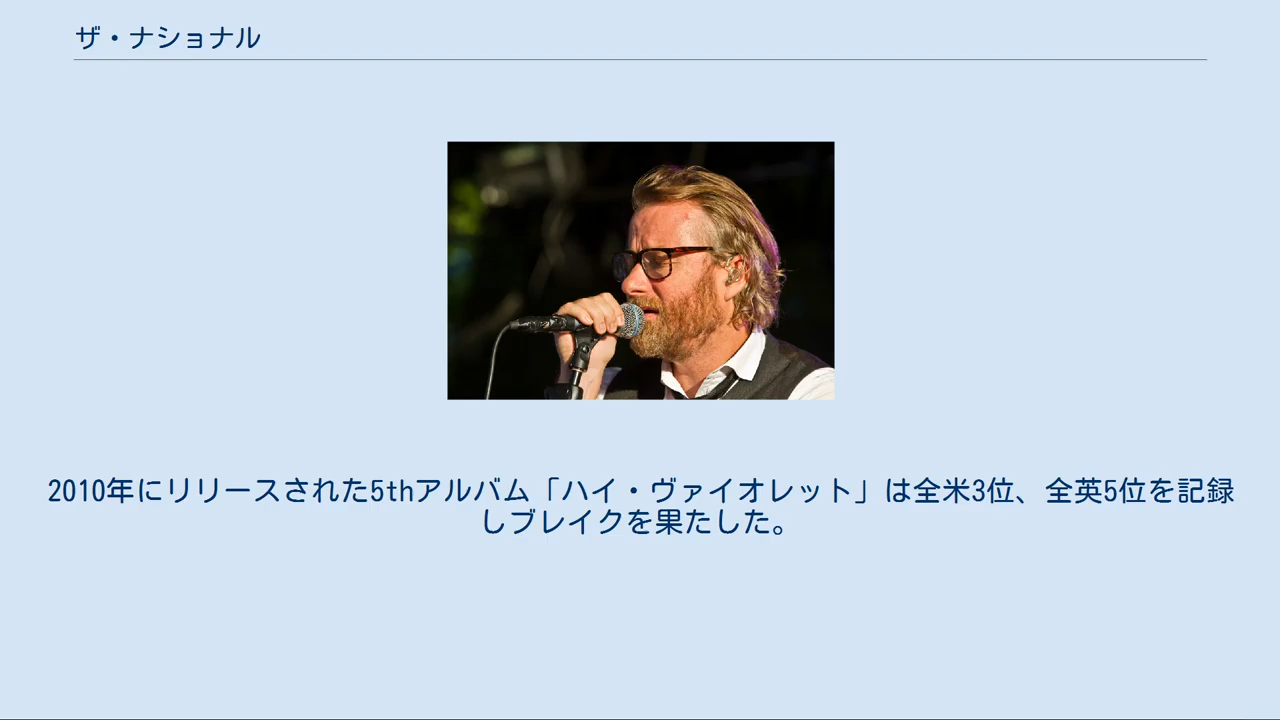 ザ・ナショナル
2010年にリリースされた5thアルバム「ハイ・ヴァイオレット」は全米3位、全英5位を記録
しブレイクを果たした。